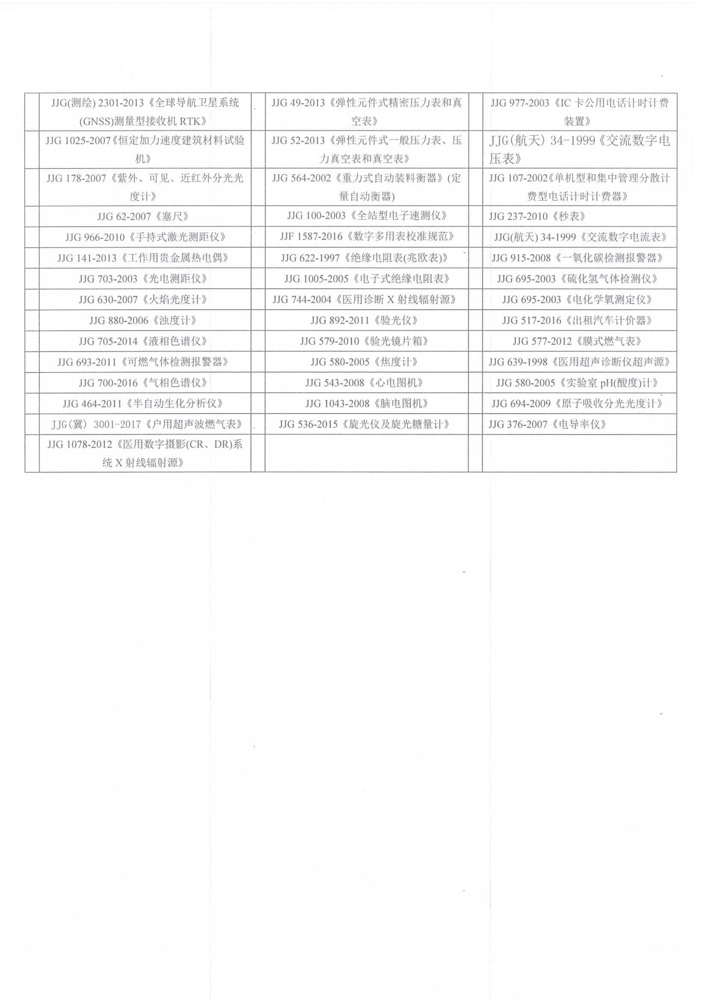 JJG(测绘) 2301-2013《全球导航卫星系统
(GNSS)测量型接收机 RTK》
JJG 49-2013《弹性元件式精密压力表和真
空表》
JJG 977-2003《IC 卡公用电话计时计费
装置》
JJG 1025-2007《恒定加力速度建筑材料试验
机》
JJG 52-2013《弹性元件式一般压力表、压
力真空表和真空表》
JJG(航天) 34-1999《交流数字电
压表》
JJG 178-2007《紫外、可见、近红外分光光
度计》
JJG 564-2002《重力式自动装料衡器》(定
量自动衡器)
JJG 107-2002《单机型和集中管理分散计
费型电话计时计费器》
JJG 62-2007《塞尺》
JJG 100-2003《全站型电子速测仪》
JJG 237-2010《秒表》
JJG 966-2010《手持式激光测距仪》
JJF 1587-2016《数字多用表校准规范》
JJG(航天) 34-1999《交流数字电流表》
JJG 141-2013《工作用贵金属热电偶》
JJG 622-1997《绝缘电阻表(兆欧表)》
JJG 915-2008《一氧化碳检测报警器》
JJG 703-2003《光电测距仪》
JJG 1005-2005《电子式绝缘电阻表》
JJG 695-2003《硫化氢气体检测仪》
JJG 630-2007《火焰光度计》
JJG 744-2004《医用诊断 X 射线辐射源》
JJG 695-2003《电化学氧测定仪》
JJG 880-2006《浊度计》
JJG 892-2011《验光仪》
JJG 517-2016《出租汽车计价器》
JJG 705-2014《液相色谱仪》
JJG 579-2010《验光镜片箱》
JJG 577-2012《膜式燃气表》
JJG 693-2011《可燃气体检测报警器》
JJG 580-2005《焦度计》
JJG 639-1998《医用超声诊断仪超声源》
JJG 700-2016《气相色谱仪》
JJG 543-2008《心电图机》
JJG 580-2005《实验室 pH(酸度)计》
JJG 464-2011《半自动生化分析仪》
JJG 1043-2008《脑电图机》
JJG 694-2009《原子吸收分光光度计》
JJG(冀) 3001-2017《户用超声波燃气表》
JJG 536-2015《旋光仪及旋光糖量计》
JJG 376-2007《电导率仪》
JJG 1078-2012《医用数字摄影(CR、DR)系
统 X 射线辐射源》